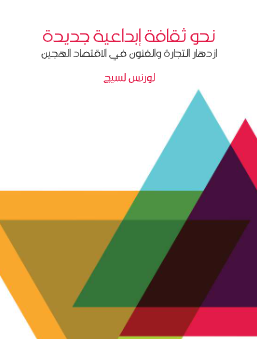 نحو ثقافة إبداعية جديدة
ازدهار التجارة والفنون في الاقتصاد الهجين
لورنس لسيج